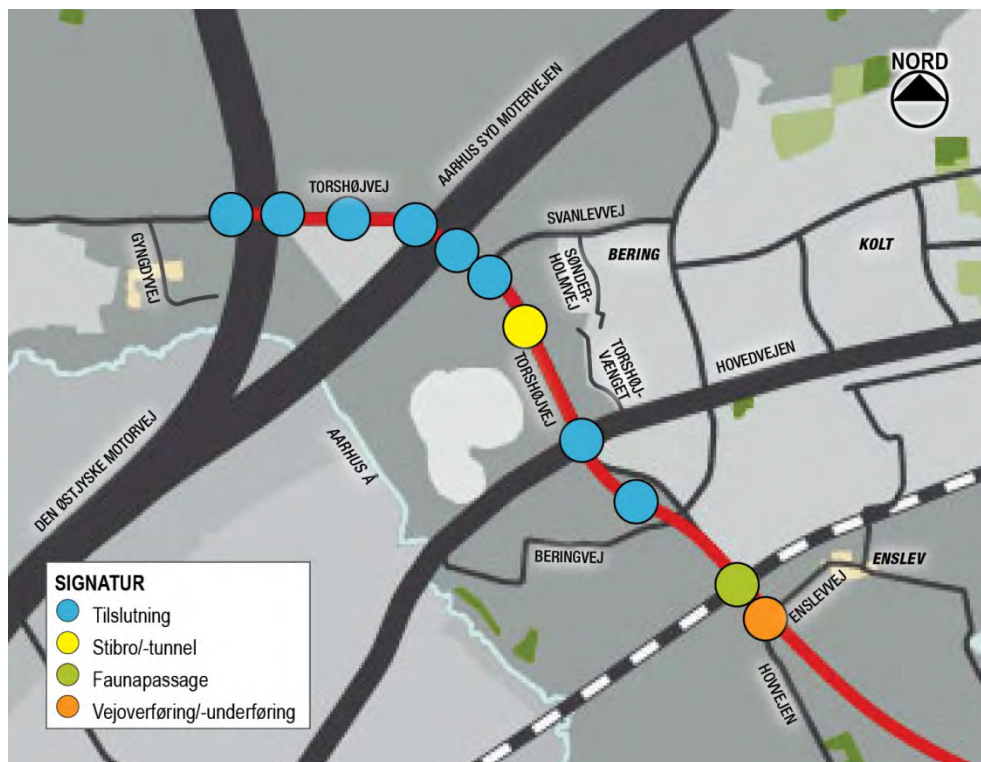 NORD
AARHUS SYD MOTERVEJEN
TORSHØJVEJ
SVANLEVVEJ
GYNGDYVEJ
SØNDER-
HOLMVEJ
BERING
KOLT
TORSHØJ-
VÆNGET
HOVEDVEJEN
TORSHØJVEJ
AARHUS Å
DEN ØSTJYSKE MOTORVEJ
BERINGVEJ
ENSLEV
ENSLEVVEJ
HOVVEJEN
SIGNATUR
Tilslutning
Stibro/-tunnel
Faunapassage
Vejoverføring/-underføring